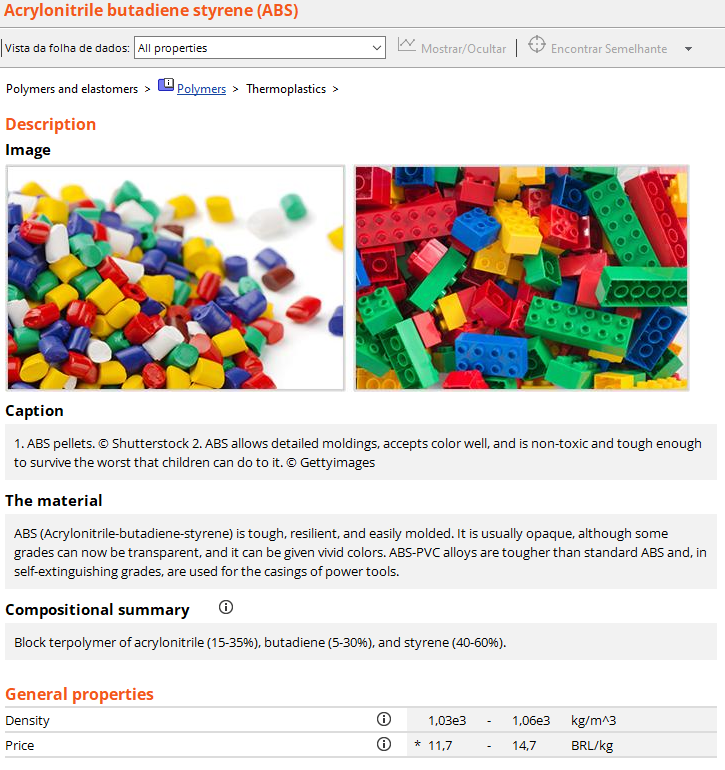 Acrylonitrile butadiene styrene (ABS)
Vista da folha de dados: All properties Mostrar/Ocultar Encontrar Semelhante
Polymers and elastomers > Polymers > Thermoplastics >
Description
Image
Caption
1. ABS pellets. © Shutterstock 2. ABS allows detailed moldings, accepts color well, and is non-toxic and tough enough
to survive the worst that children can do to it. © Gettyimages
The material
ABS (Acrylonitrile-butadiene-styrene) is tough, resilient, and easily molded. It is usually opaque, although some
grades can now be transparent, and it can be given vivid colors. ABS-PVC alloys are tougher than standard ABS and, in
self-extinguishing grades, are used for the casings of power tools.
Compositional summary
Block terpolymer of acrylonitrile (15-35%), butadiene (5-30%), and styrene (40-60%).
General properties
Density 1,03e3 - 1,06e3 kg/m^3
Price * 11,7 - 14,7 BRL/kg